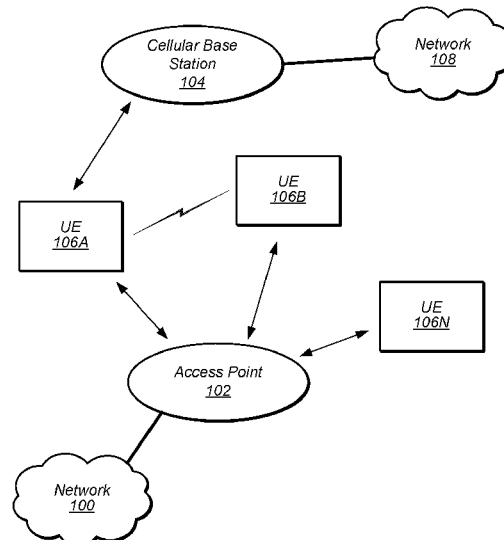 Cellular Base
Station
104
Network
108
UE
106A
UE
106B
UE
106N
Access Point
102
Network
100